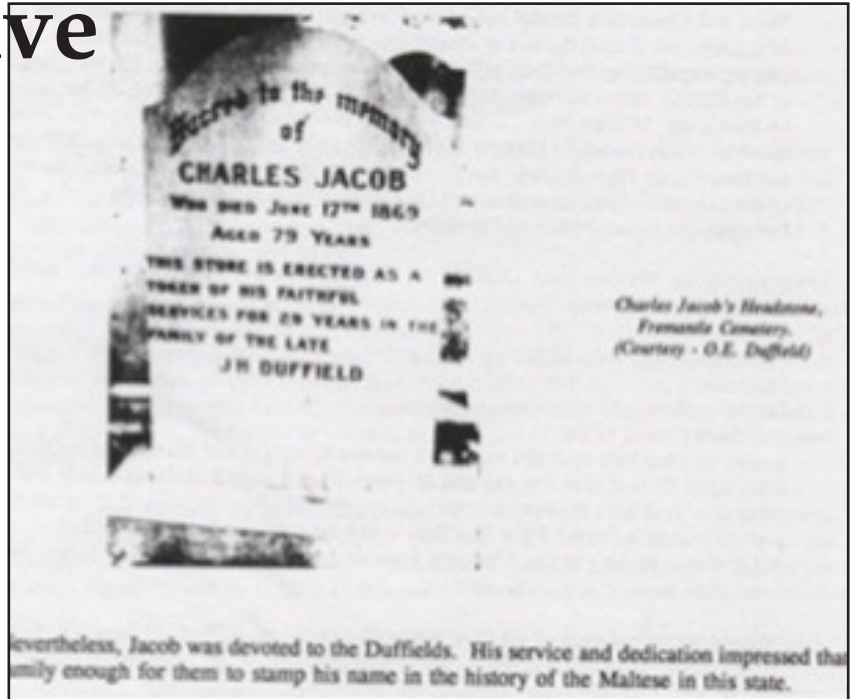 ve
Sacred to the memory
of
CHARLES JACOB
WHO DIED JUNE 17TH 1869
AGED 79 YEARS
THIS STONE IS ERECTED AS A
TOKEN OF HIS FAITHFUL
SERVICES FOR 29 YEARS IN THE
FAMILY OF THE LATE
J H DUFFIELD
Charles Jacob's Headstone,
Fremantle Cemetery.
(Courtesy - O.E. Duffield)
evertheless, Jacob was devoted to the Duffields. His service and dedication impressed that
amily enough for them to stamp his name in the history of the Maltese in this state.